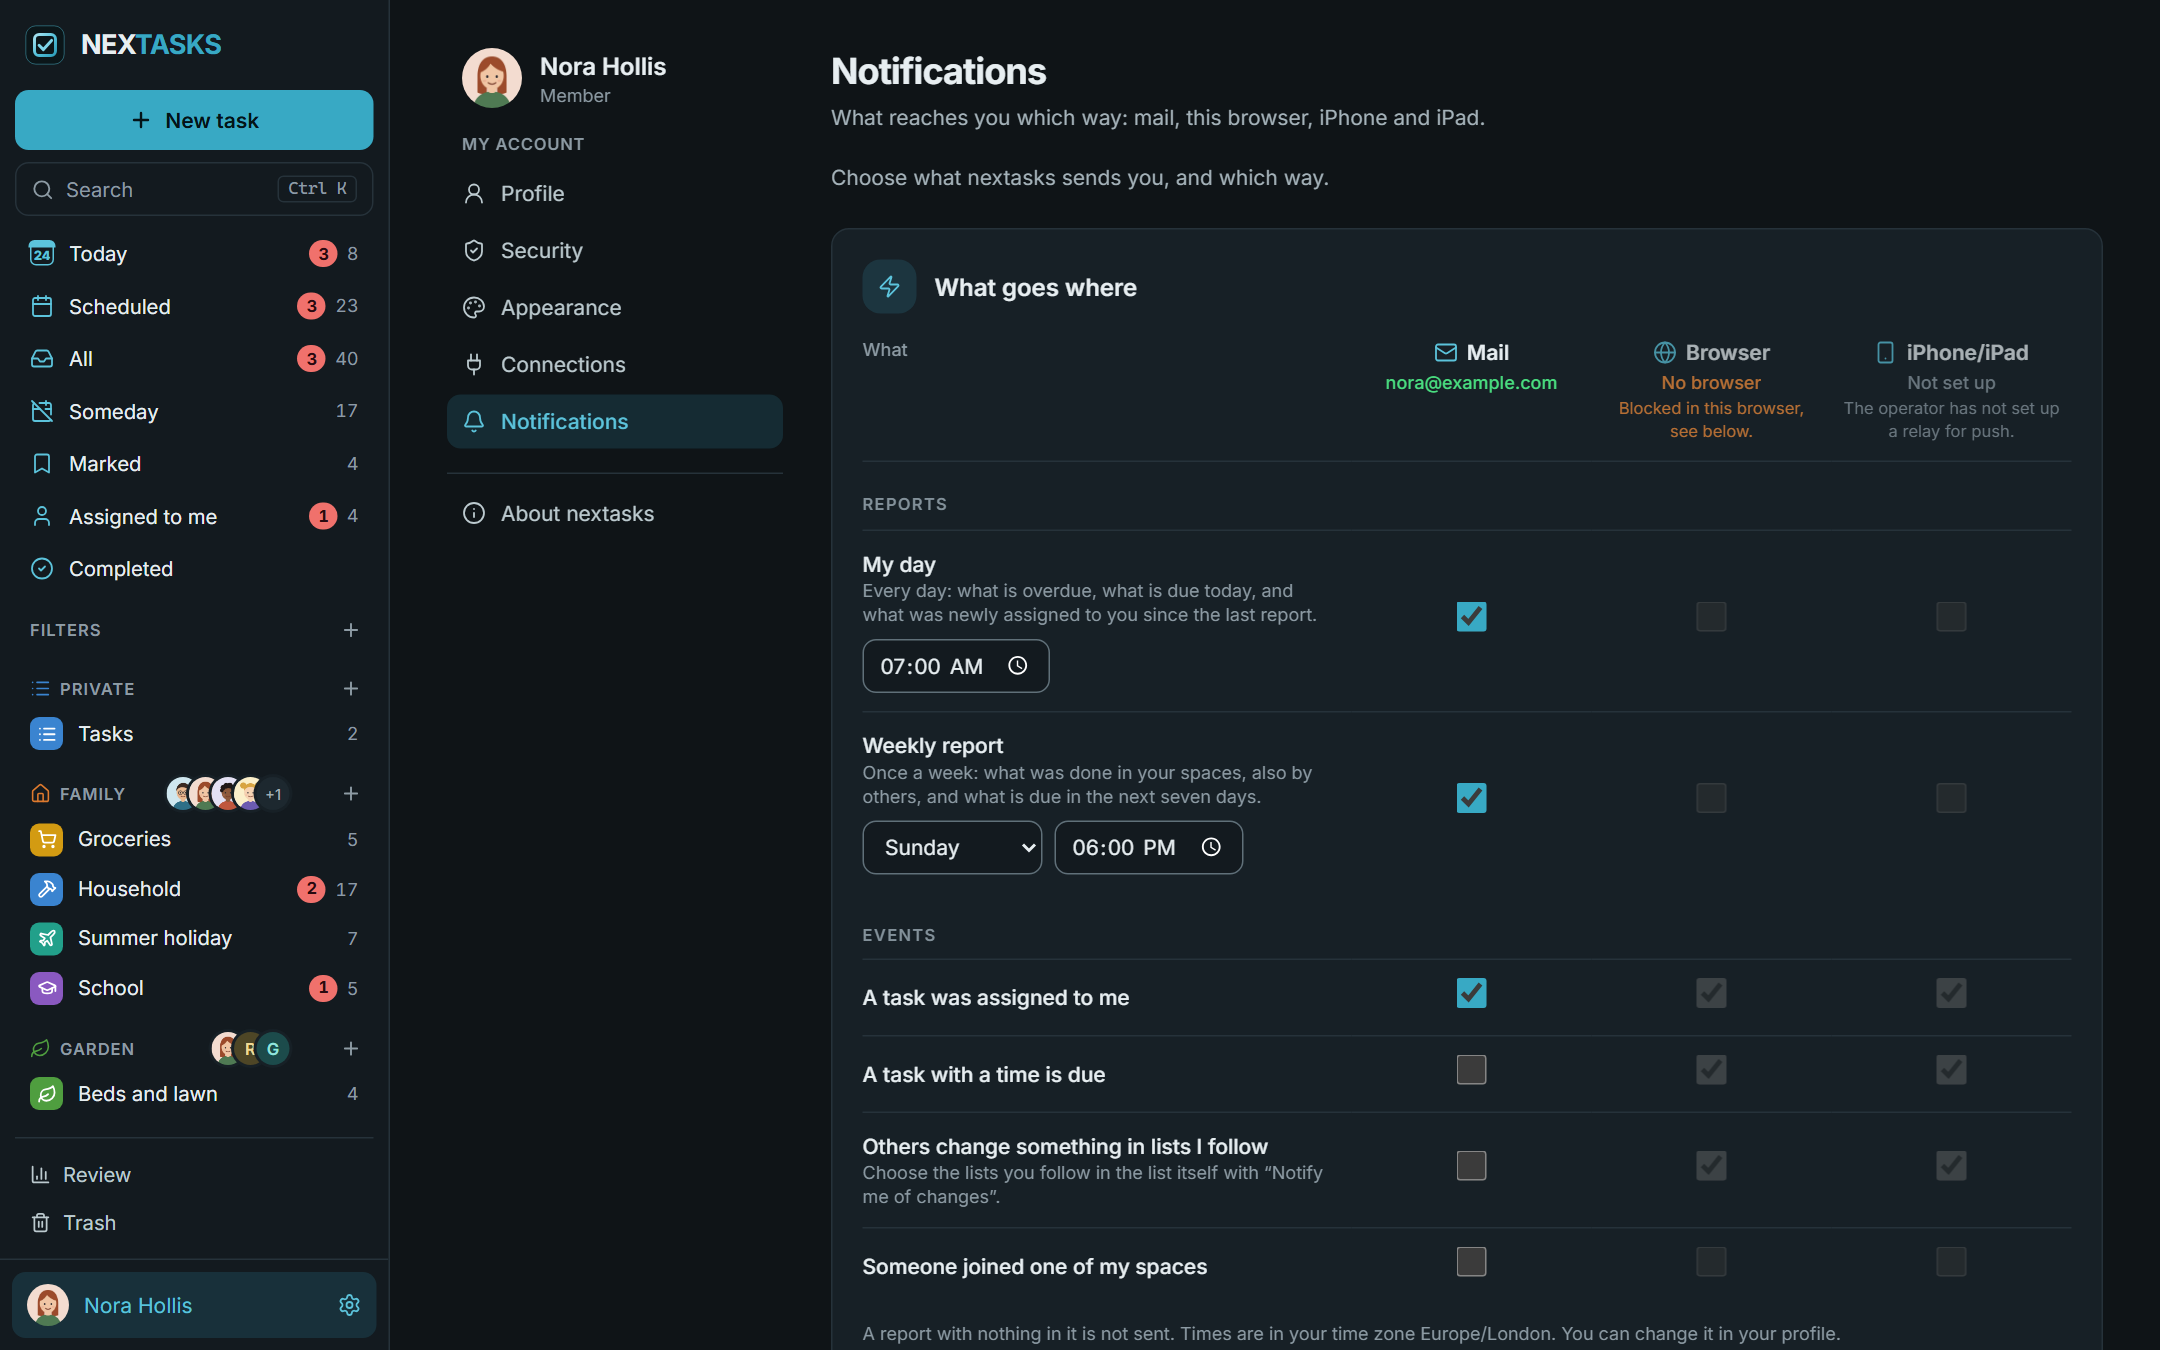 NEXTASKS
New task
Search Ctrl K
24 Today 3 8
Scheduled 3 23
All 3 40
Someday 17
Marked 4
Assigned to me 1 4
Completed
FILTERS
PRIVATE
Tasks 2
FAMILY +1
Groceries 5
Household 2 17
Summer holiday 7
School 1 5
GARDEN R G
Beds and lawn 4
Review
Trash
Nora Hollis
Nora Hollis
Member
MY ACCOUNT
Profile
Security
Appearance
Connections
Notifications
About nextasks
Notifications
What reaches you which way: mail, this browser, iPhone and iPad.
Choose what nextasks sends you, and which way.
What goes where
What
Mail
nora@example.com
Browser
No browser
Blocked in this browser,
see below.
iPhone/iPad
Not set up
The operator has not set up
a relay for push.
REPORTS
My day
Every day: what is overdue, what is due today, and
what was newly assigned to you since the last report.
07:00 AM
Weekly report
Once a week: what was done in your spaces, also by
others, and what is due in the next seven days.
Sunday 06:00 PM
EVENTS
A task was assigned to me
A task with a time is due
Others change something in lists I follow
Choose the lists you follow in the list itself with “Notify
me of changes”.
Someone joined one of my spaces
A report with nothing in it is not sent. Times are in your time zone Europe/London. You can change it in your profile.